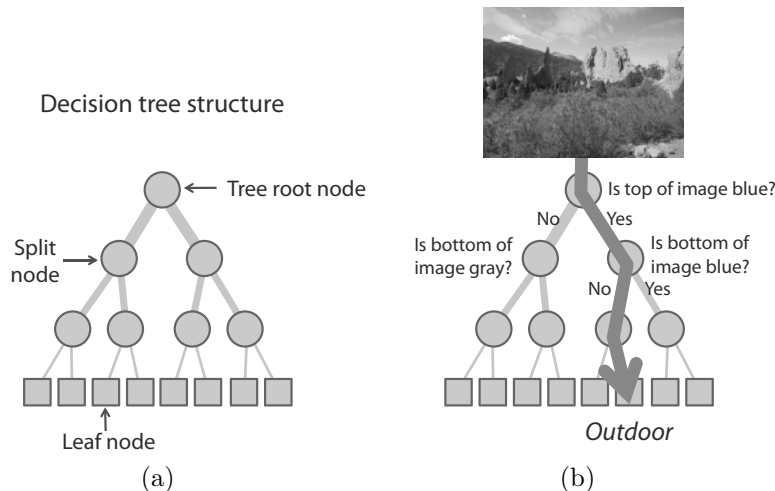 Decision tree structure
Tree root node
Split
node
Leaf node
(a)
Is top of image blue?
No
Yes
Is bottom of
image gray?
Is bottom of
image blue?
No
Yes
Outdoor
(b)